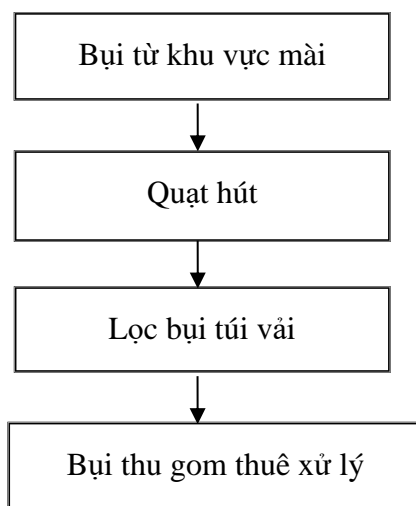 Bụi từ khu vực mài
Quạt hút
Lọc bụi túi vải
Bụi thu gom thuê xử lý